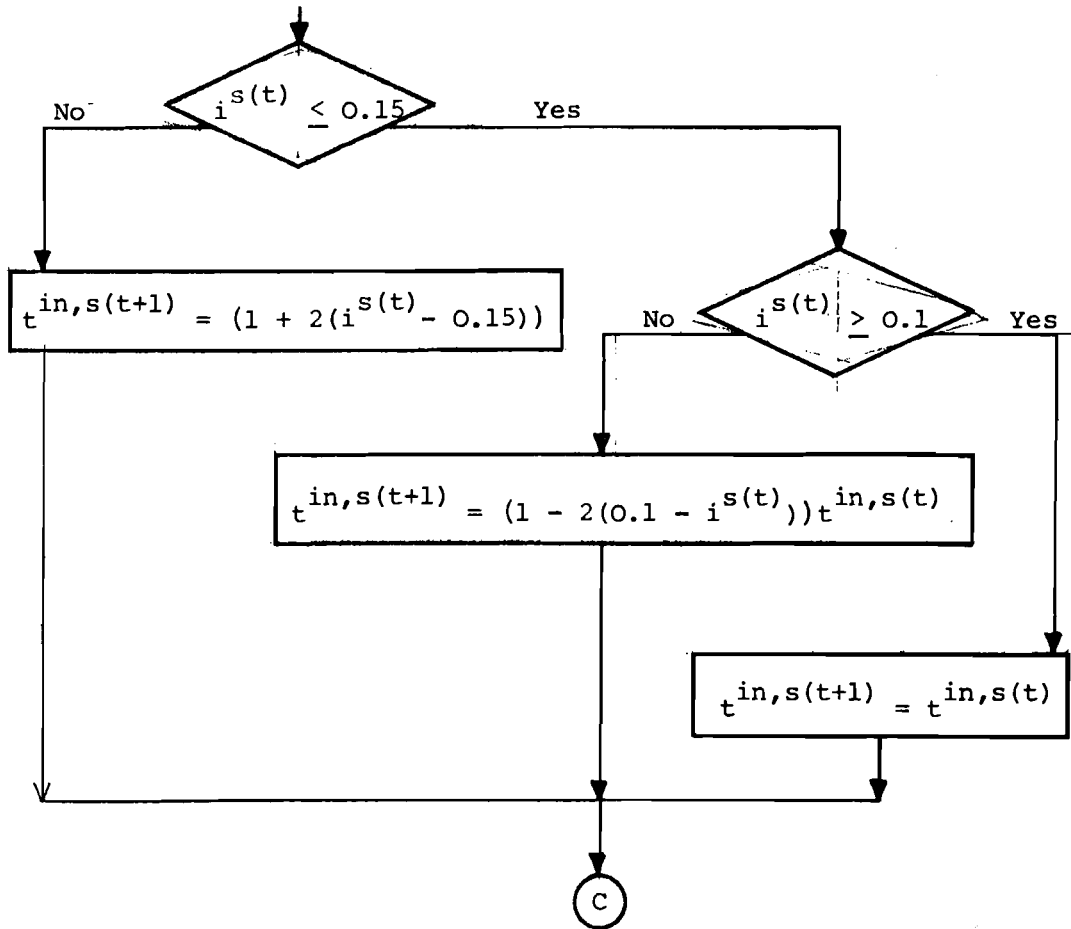 i^s(t) ≤ 0.15
No
Yes
t^in,s(t+1) = (1 + 2(i^s(t) - 0.15))
i^s(t) ≥ 0.1
No
Yes
t^in,s(t+1) = (1 - 2(0.1 - i^s(t)))t^in,s(t)
t^in,s(t+1) = t^in,s(t)
C